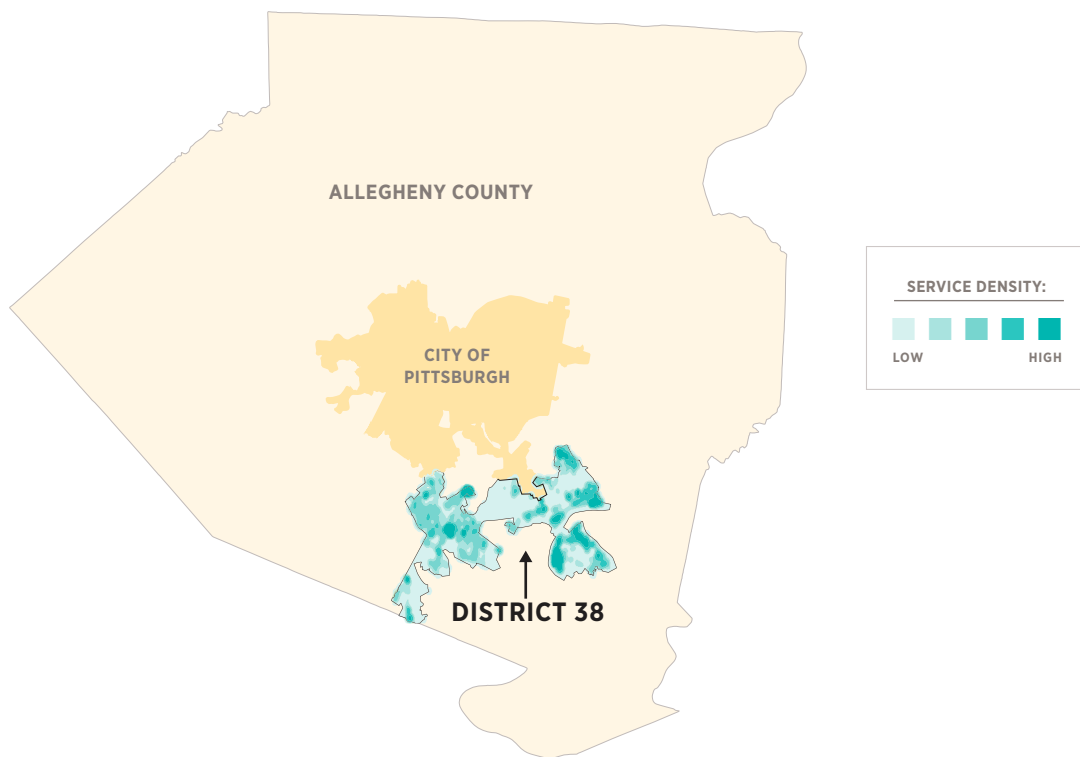 ALLEGHENY COUNTY
SERVICE DENSITY:
LOW
HIGH
CITY OF
PITTSBURGH
DISTRICT 38